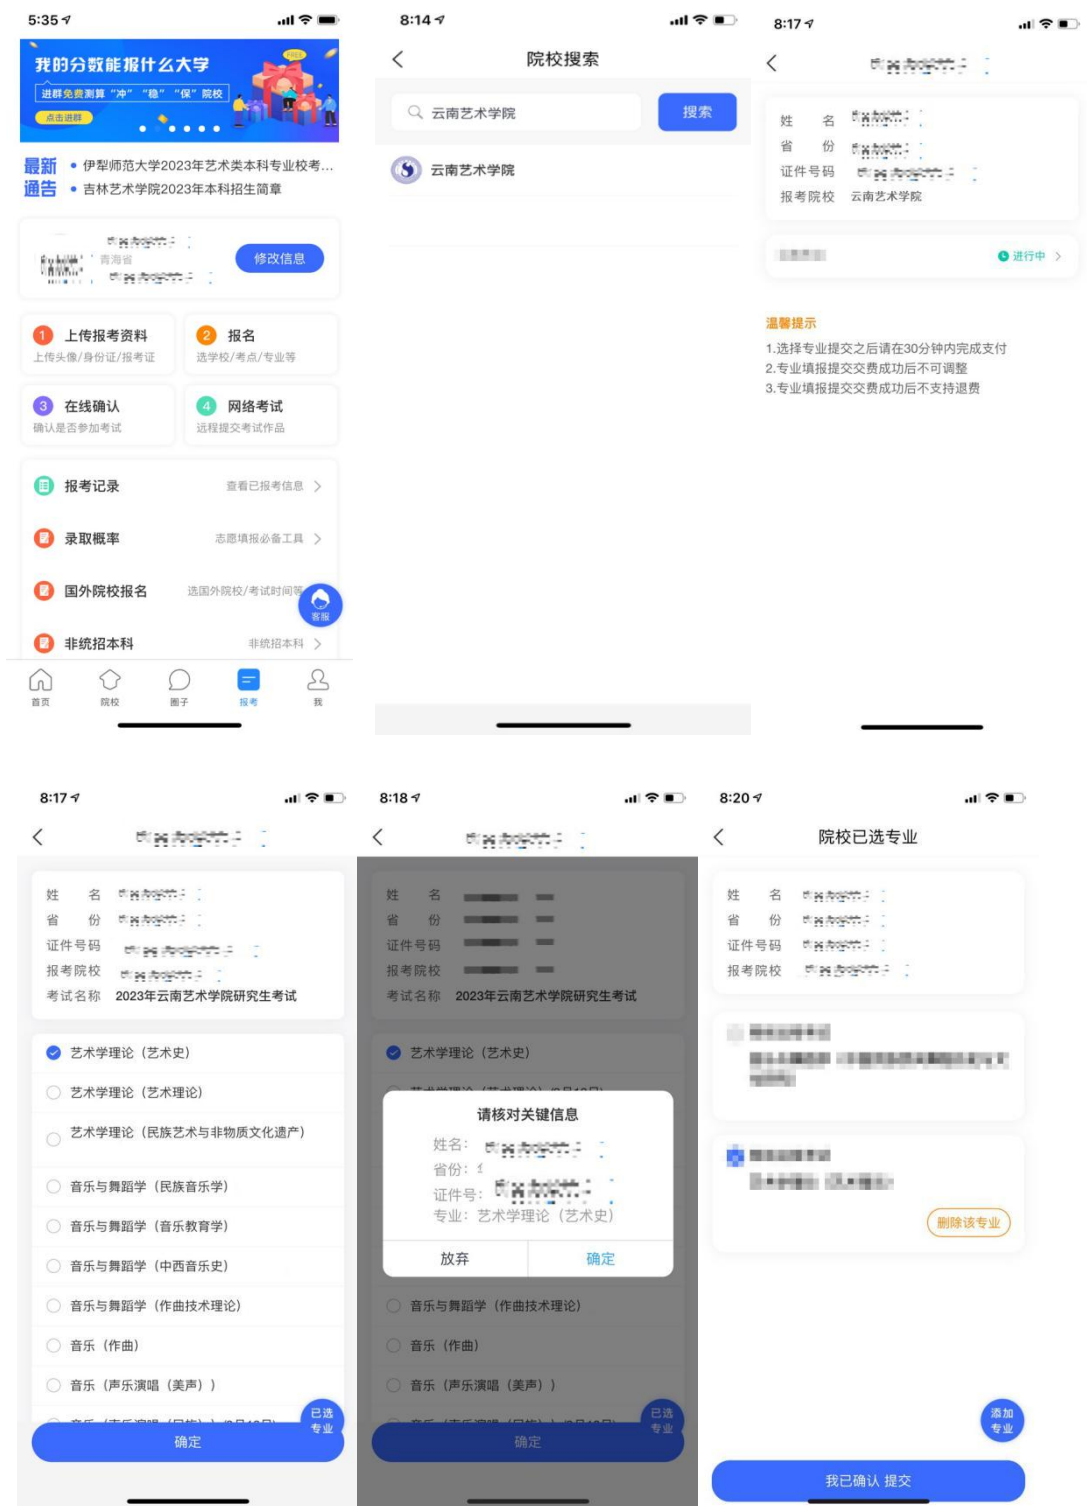 5:35
我的分数能报什么大学
FREE
进群免费测算 “冲” “稳” “保” 院校
点击进群
最新通告
• 伊犁师范大学2023年艺术类本科专业校考...
• 吉林艺术学院2023年本科招生简章
青海省
修改信息
1 上传报考资料
上传头像/身份证/报考证
2 报名
选学校/考点/专业等
3 在线确认
确认是否参加考试
4 网络考试
远程提交考试作品
报考记录 查看已报考信息
录取概率 志愿填报必备工具
国外院校报名 选国外院校/考试时间等
客服
非统招本科 非统招本科
首页 院校 圈子 报考 我
8:14
院校搜索
云南艺术学院 搜索
云南艺术学院
8:17
姓 名
省 份
证件号码
报考院校 云南艺术学院
进行中
温馨提示
1.选择专业提交之后请在30分钟内完成支付
2.专业填报提交交费成功后不可调整
3.专业填报提交交费成功后不支持退费
8:17
姓 名
省 份
证件号码
报考院校
考试名称 2023年云南艺术学院研究生考试
艺术学理论（艺术史）
艺术学理论（艺术理论）
艺术学理论（民族艺术与非物质文化遗产）
音乐与舞蹈学（民族音乐学）
音乐与舞蹈学（音乐教育学）
音乐与舞蹈学（中西音乐史）
音乐与舞蹈学（作曲技术理论）
音乐（作曲)
音乐（声乐演唱（美声））
已选专业
确定
8:18
姓 名
省 份
证件号码
报考院校
考试名称 2023年云南艺术学院研究生考试
艺术学理论（艺术史）
请核对关键信息
姓名：
省份：
证件号：
专业：艺术学理论（艺术史）
放弃 确定
音乐与舞蹈学（作曲技术理论）
音乐（作曲)
音乐（声乐演唱（美声））
已选专业
确定
8:20
院校已选专业
姓 名
省 份
证件号码
报考院校
删除该专业
添加专业
我已确认 提交